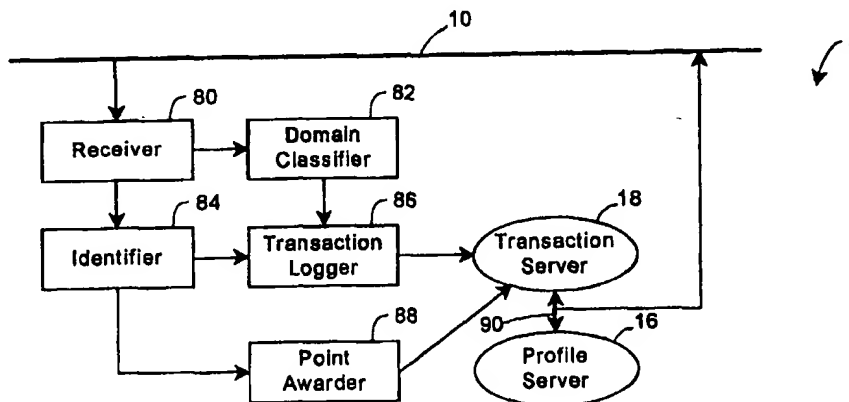 10
80
82
Receiver
Domain
Classifier
84
86
18
Identifier
Transaction
Logger
Transaction
Server
88
90
16
Point
Awarder
Profile
Server